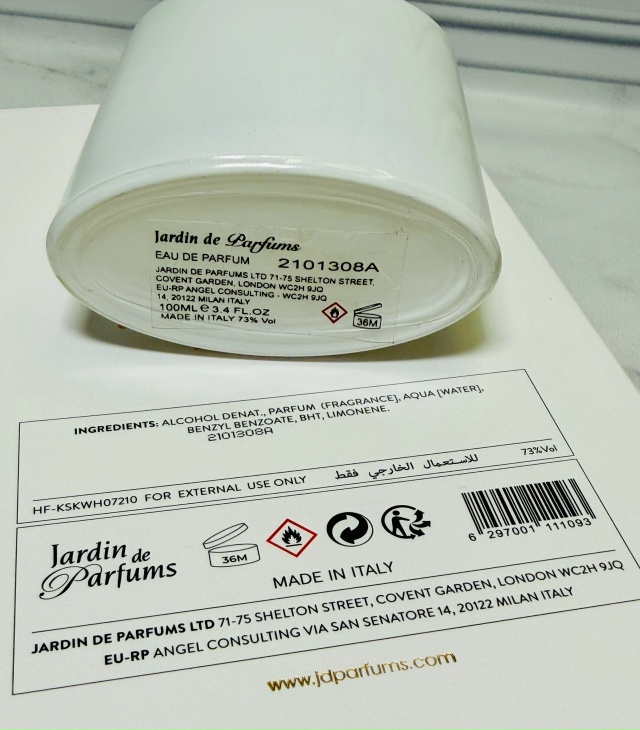 Jardin de Parfums
EAU DE PARFUM 2101308A
JARDIN DE PARFUMS LTD 71-75 SHELTON STREET,
COVENT GARDEN, LONDON WC2H 9JQ
EU-RP ANGEL CONSULTING - WC2H 9JQ
14, 20122 MILAN ITALY
100ML e 3.4 FL.OZ
MADE IN ITALY 73% Vol
36M
INGREDIENTS: ALCOHOL DENAT., PARFUM (FRAGRANCE), AQUA [WATER],
BENZYL BENZOATE, BHT, LIMONENE.
2101308A
HF-KSKWH07210 FOR EXTERNAL USE ONLY للاستعمال الخارجي فقط 73%Vol
Jardin de
Parfums
36M
6 297001 111093
MADE IN ITALY
JARDIN DE PARFUMS LTD 71-75 SHELTON STREET, COVENT GARDEN, LONDON WC2H 9JQ
EU-RP ANGEL CONSULTING VIA SAN SENATORE 14, 20122 MILAN ITALY
www.jdparfums.com